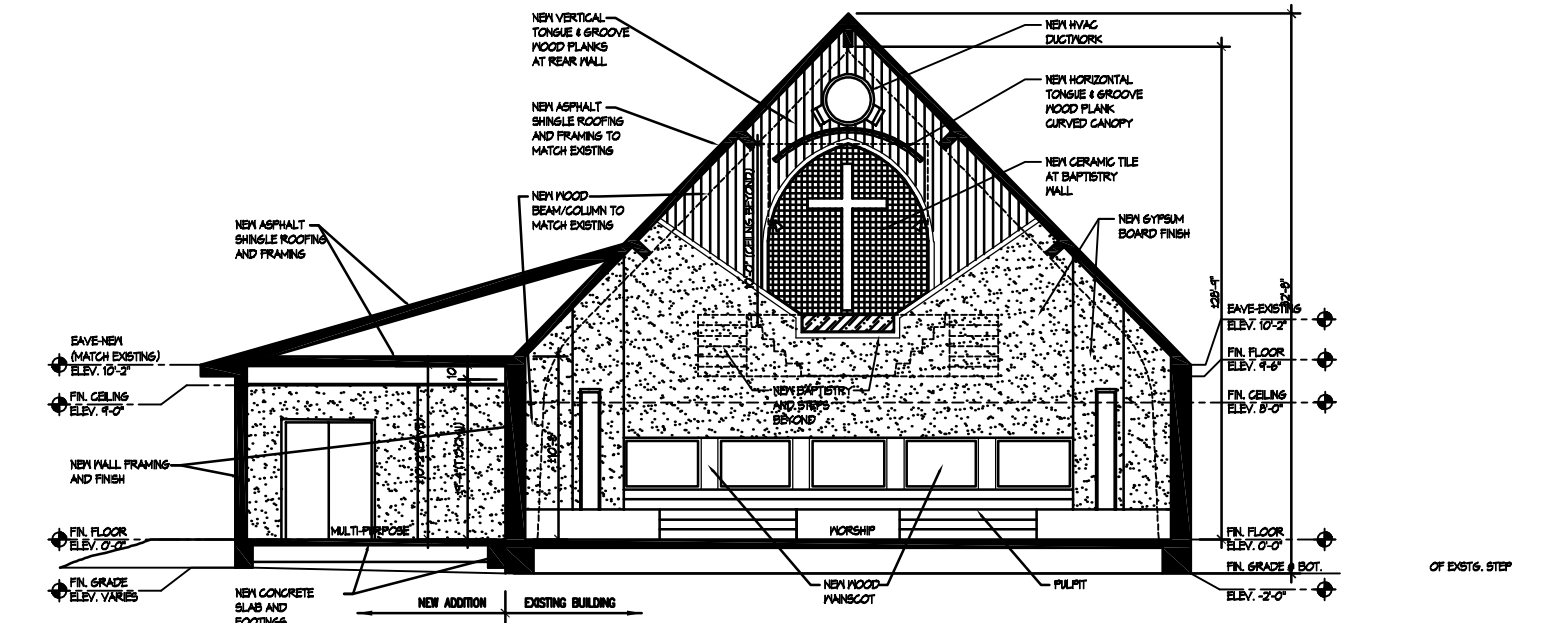 NEW VERTICAL
TONGUE & GROOVE
WOOD PLANKS
AT REAR WALL
NEW ASPHALT
SHINGLE ROOFING
AND FRAMING TO
MATCH EXISTING
NEW WOOD
BEAM/COLUMN TO
MATCH EXISTING
NEW ASPHALT
SHINGLE ROOFING
AND FRAMING
EAVE-NEW
(MATCH EXISTING)
ELEV. 10'-2"
FIN. CEILING
ELEV. 9'-0"
NEW WALL FRAMING
AND FINISH
FIN. FLOOR
ELEV. 0'-0"
FIN. GRADE
ELEV. VARIES
NEW CONCRETE
SLAB AND
FOOTINGS
NEW ADDITION
EXISTING BUILDING
MULTI-PURPOSE
WORSHIP
NEW BAPTISTRY
AND STEPS
BEYOND
NEW WOOD
WAINSCOT
PULPIT
NEW HVAC
DUCTWORK
NEW HORIZONTAL
TONGUE & GROOVE
WOOD PLANK
CURVED CANOPY
NEW CERAMIC TILE
AT BAPTISTRY
WALL
NEW GYPSUM
BOARD FINISH
EAVE-EXISTING
ELEV. 10'-2"
FIN. FLOOR
ELEV. 9'-6"
FIN. CEILING
ELEV. 8'-0"
FIN. FLOOR
ELEV. 0'-0"
FIN. GRADE @ BOT. OF EXSTG. STEP
ELEV. -2'-0"